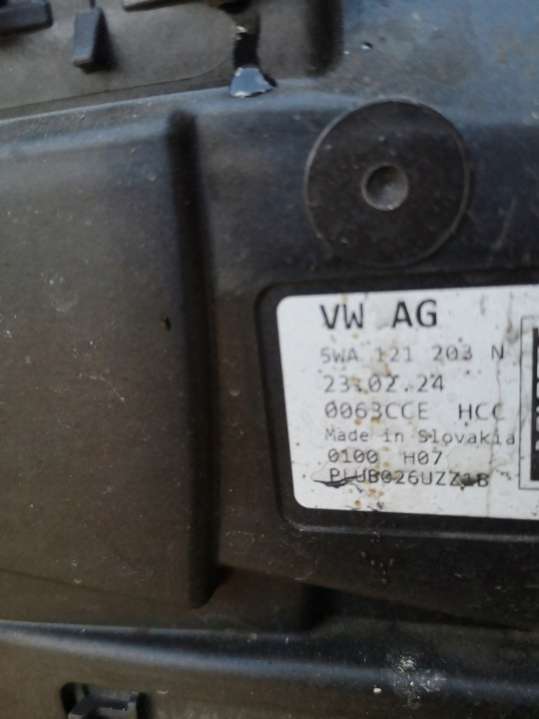 VW AG
5WA 121 203 N
23.02.24
0063CCE HCC
Made in Slovakia
0100 H07
PLUB026UZZ1B